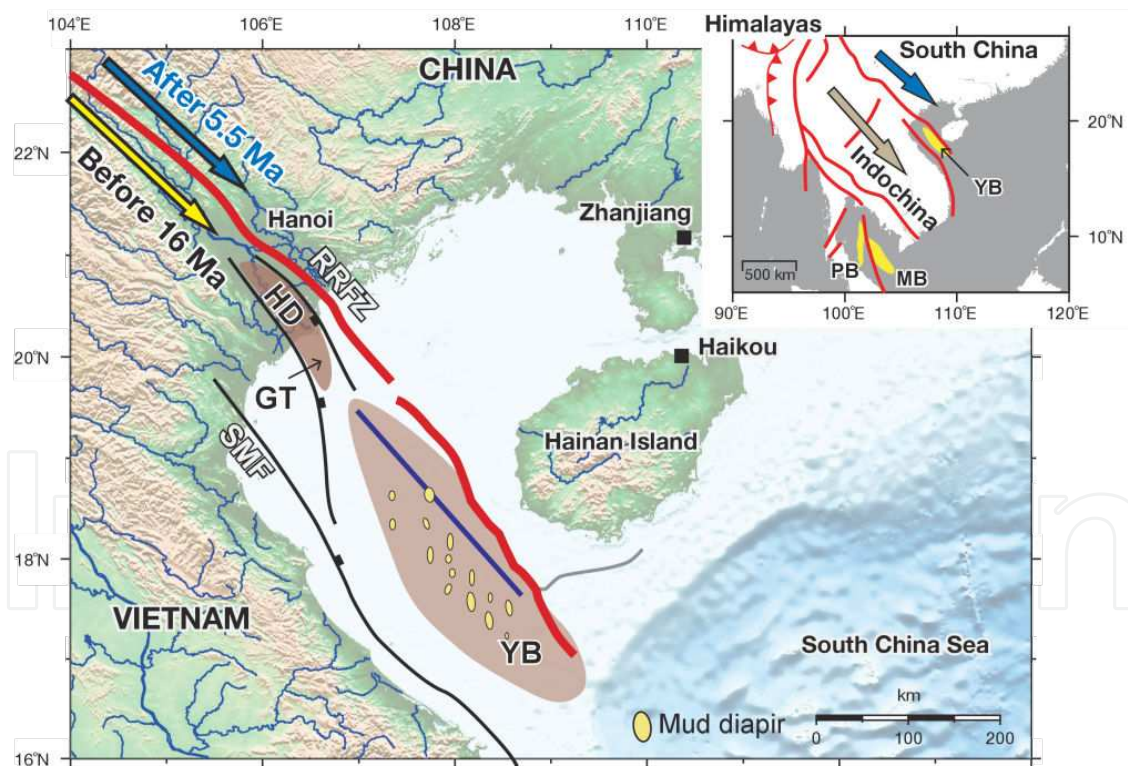 104°E
106°E
108°E
110°E
Himalayas
CHINA
South China
After 5.5 Ma
22°N
20°N
Before 16 Ma
Indochina
YB
Hanoi
Zhanjiang
RRFZ
10°N
500 km
PB
MB
HD
90°E
100°E
110°E
120°E
20°N
Haikou
GT
SMF
Hainan Island
18°N
VIETNAM
YB
South China Sea
km
Mud diapir
0
100
200
16°N